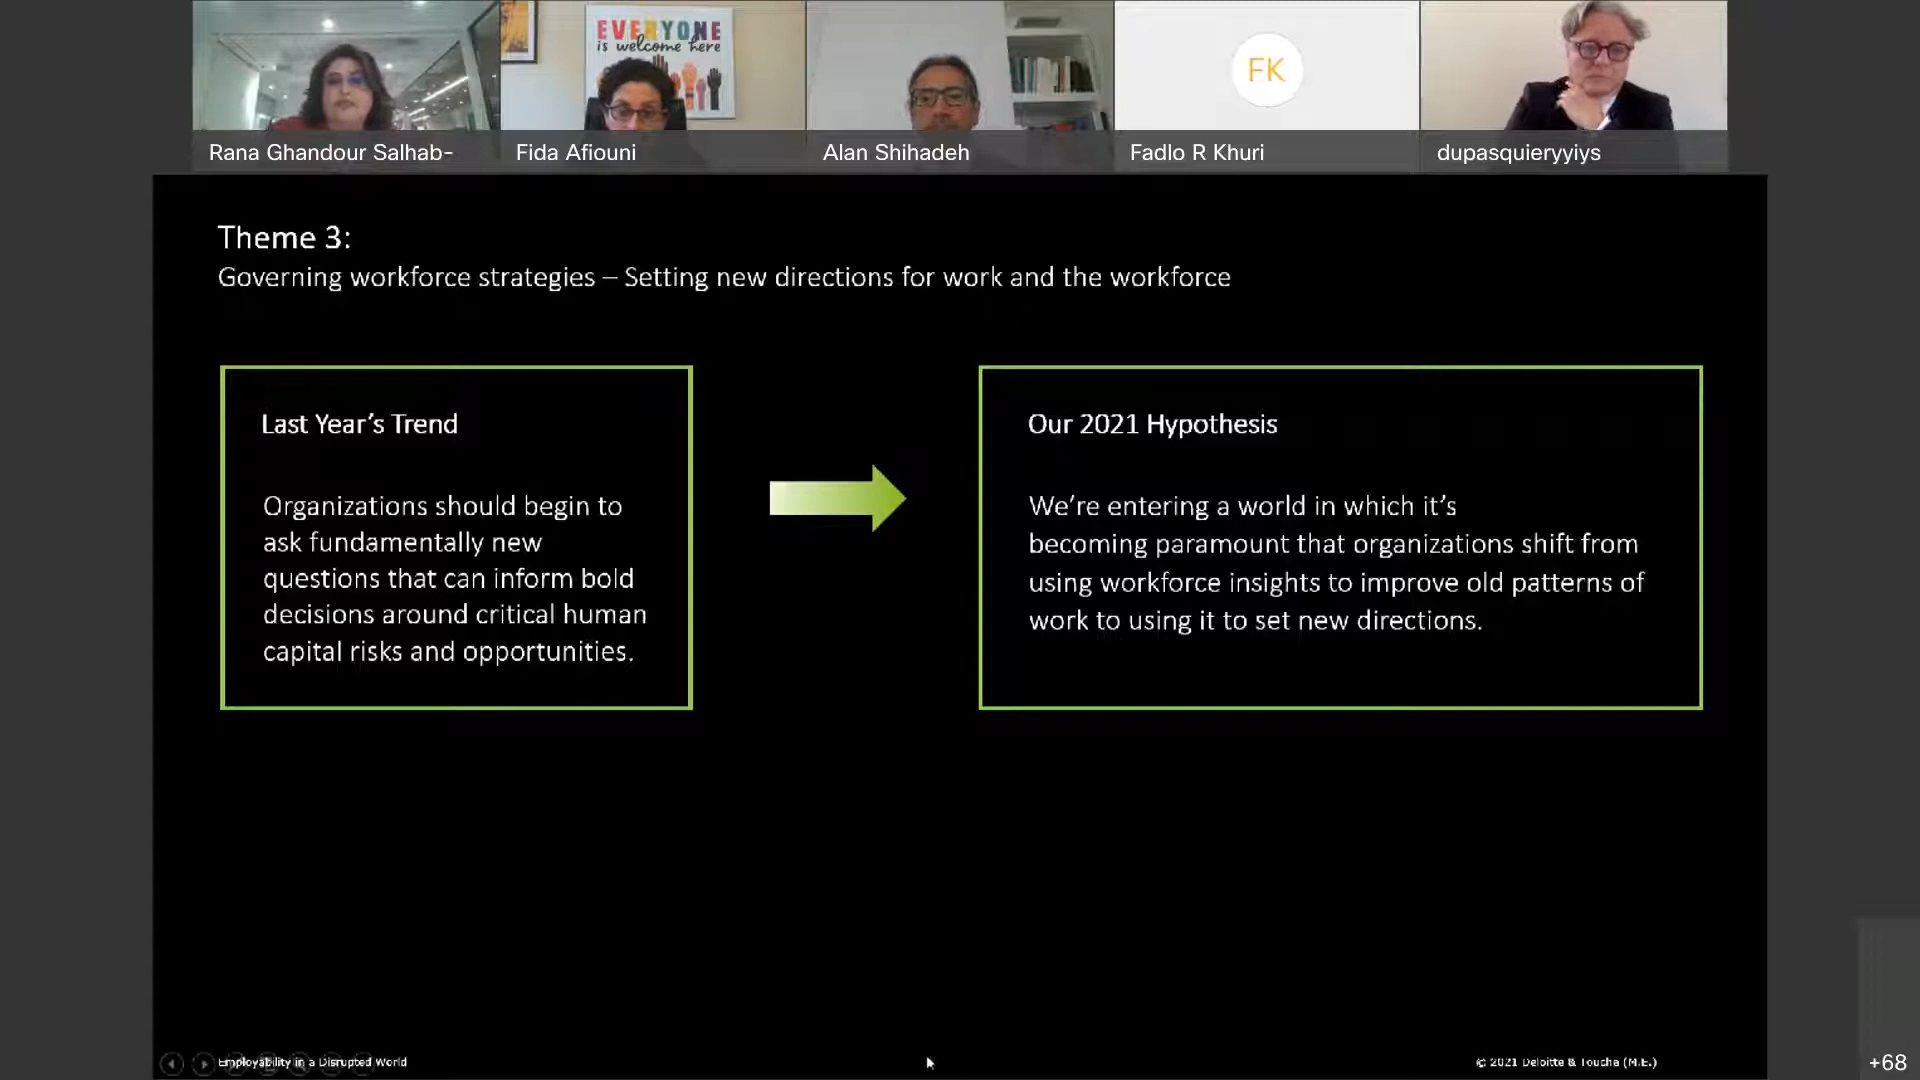 EVERYONE
is welcome here
FK
Rana Ghandour Salhab-
Fida Afiouni
Alan Shihadeh
Fadlo R Khuri
dupasquieryyiys
Theme 3:
Governing workforce strategies – Setting new directions for work and the workforce
Last Year's Trend
Organizations should begin to
ask fundamentally new
questions that can inform bold
decisions around critical human
capital risks and opportunities.
Our 2021 Hypothesis
We're entering a world in which it's
becoming paramount that organizations shift from
using workforce insights to improve old patterns of
work to using it to set new directions.
Employability in a Disrupted World
© 2021 Deloitte & Touche (M.E.)
+68